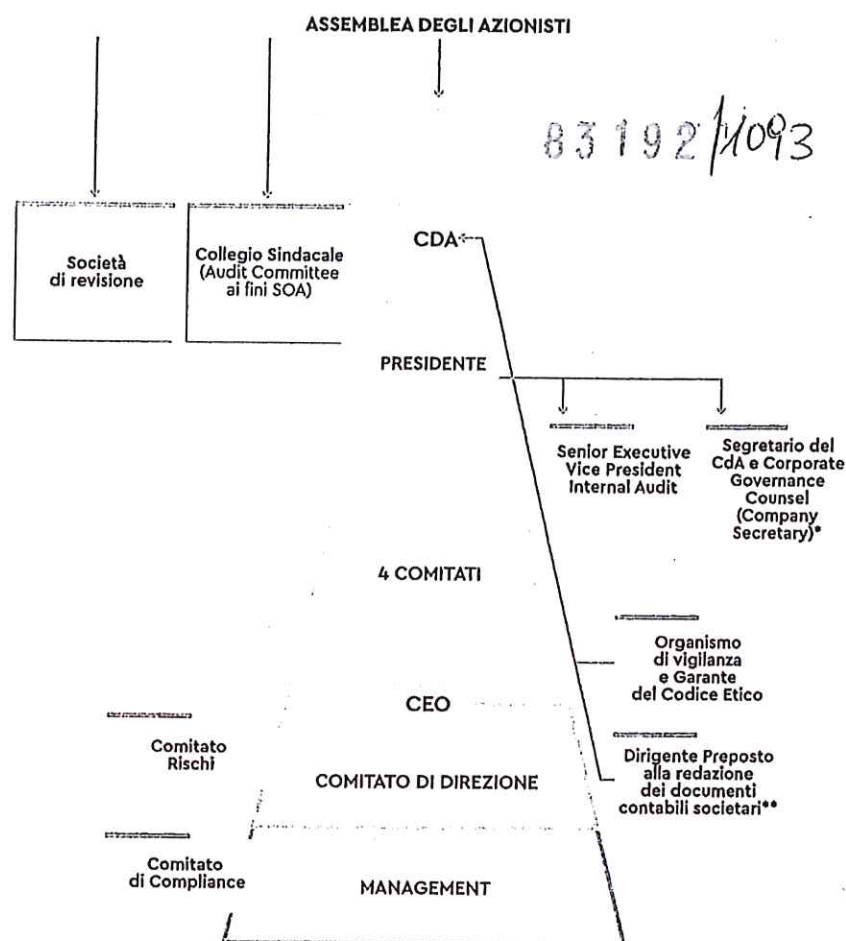 ASSEMBLEA DEGLI AZIONISTI
83192/1093
Società
di revisione
Collegio Sindacale
(Audit Committee
ai fini SOA)
CDA
PRESIDENTE
Senior Executive
Vice President
Internal Audit
Segretario del
CdA e Corporate
Governance
Counsel
(Company
Secretary)*
4 COMITATI
Organismo
di vigilanza
e Garante
del Codice Etico
CEO
Comitato
Rischi
Dirigente Preposto
alla redazione
dei documenti
contabili societari**
COMITATO DI DIREZIONE
Comitato
di Compliance
MANAGEMENT